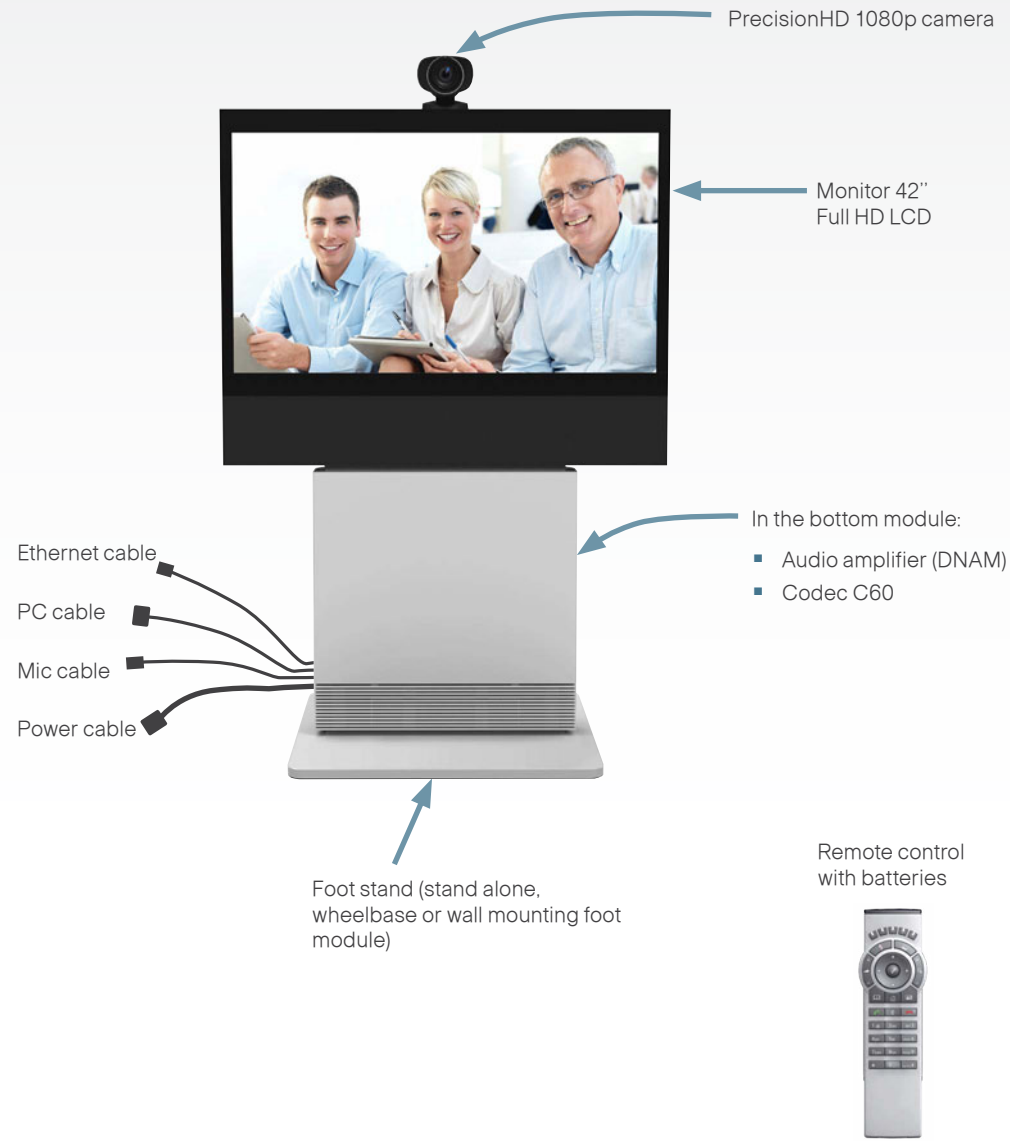 PrecisionHD 1080p camera
Monitor 42’’
Full HD LCD
In the bottom module:
▪ Audio amplifier (DNAM)
▪ Codec C60
Ethernet cable
PC cable
Mic cable
Power cable
Foot stand (stand alone,
wheelbase or wall mounting foot
module)
Remote control
with batteries